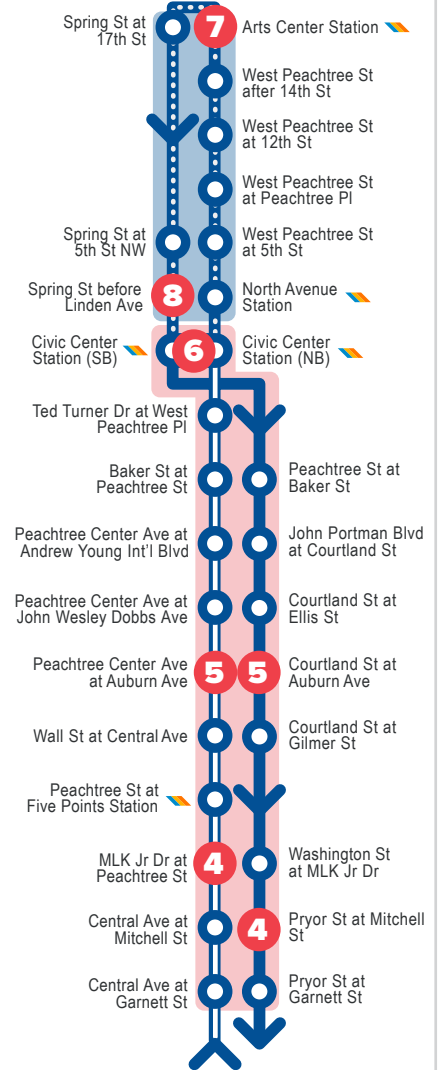 Spring St at
17th St
7
Arts Center Station
West Peachtree St
after 14th St
West Peachtree St
at 12th St
West Peachtree St
at Peachtree Pl
Spring St at
5th St NW
West Peachtree St
at 5th St
Spring St before
Linden Ave
8
North Avenue
Station
Civic Center
Station (SB)
6
Civic Center
Station (NB)
Ted Turner Dr at West
Peachtree Pl
Baker St at
Peachtree St
Peachtree St at
Baker St
Peachtree Center Ave at
Andrew Young Int'l Blvd
John Portman Blvd
at Courtland St
Peachtree Center Ave at
John Wesley Dobbs Ave
Courtland St at
Ellis St
Peachtree Center Ave
at Auburn Ave
5
5
Courtland St at
Auburn Ave
Wall St at Central Ave
Courtland St at
Gilmer St
Peachtree St at
Five Points Station
MLK Jr Dr at
Peachtree St
4
Washington St
at MLK Jr Dr
Central Ave at
Mitchell St
4
Pryor St at Mitchell
St
Central Ave at
Garnett St
Pryor St at
Garnett St